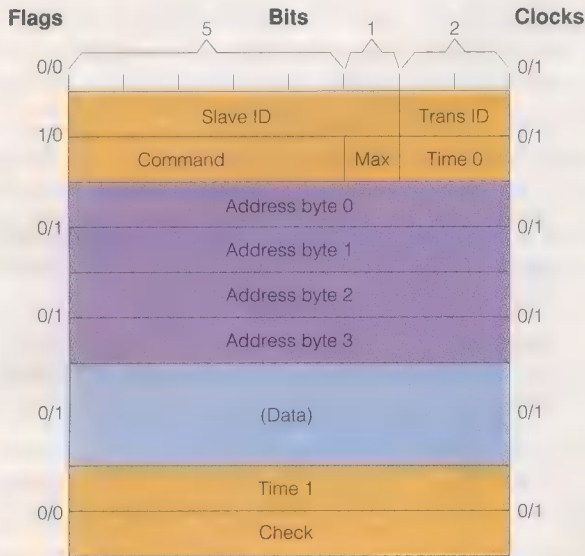 Flags Bits Clocks
5 1 2
0/0 0/1
Slave ID Trans ID
1/0 0/1
Command Max Time 0
Address byte 0
0/1 0/1
Address byte 1
Address byte 2
0/1 0/1
Address byte 3
0/1 (Data) 0/1
Time 1
0/0 0/1
Check